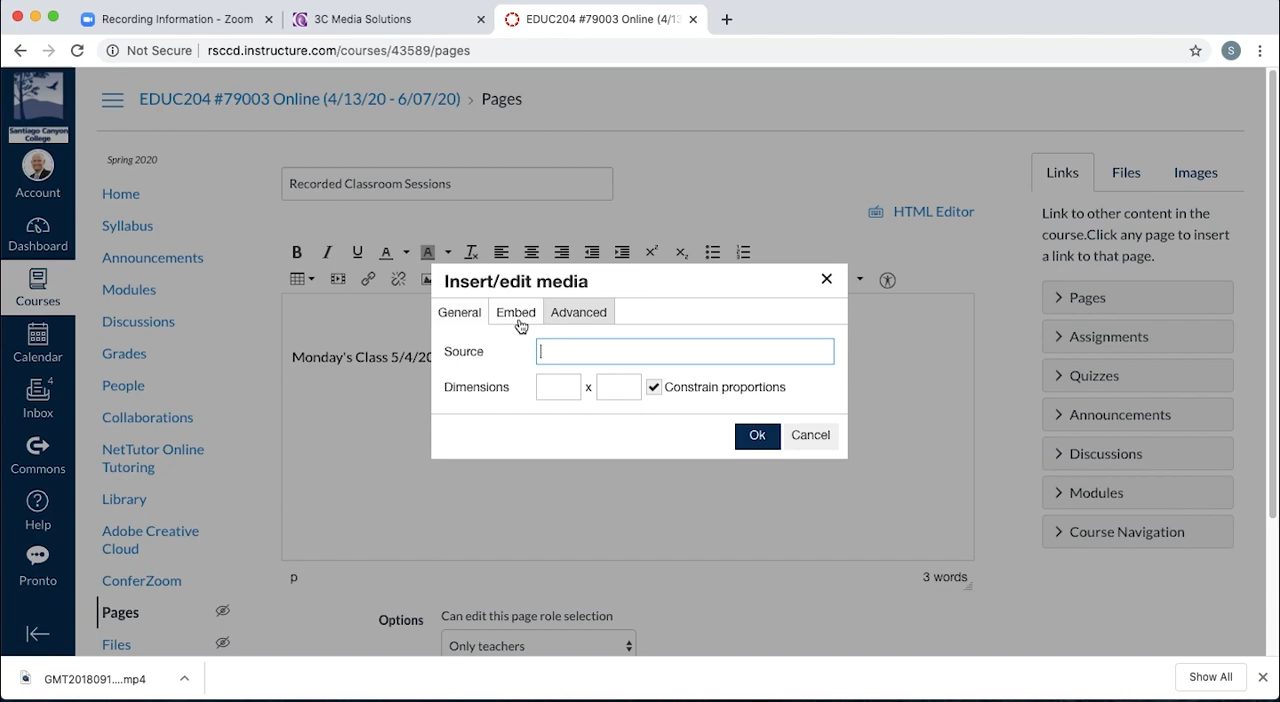 Recording Information - Zoom
3C Media Solutions
EDUC204 #79003 Online (4/13
Not Secure
rsccd.instructure.com/courses/43589/pages
S
Santiago Canyon
College
EDUC204 #79003 Online (4/13/20 - 6/07/20) > Pages
Account
Dashboard
Courses
Calendar
Inbox
4
Commons
Help
Pronto
Spring 2020
Home
Syllabus
Announcements
Modules
Discussions
Grades
People
Collaborations
NetTutor Online
Tutoring
Library
Adobe Creative
Cloud
ConferZoom
Pages
Files
Recorded Classroom Sessions
HTML Editor
B I U A A
Monday's Class 5/4/20
Insert/edit media
General
Embed
Advanced
Source
Dimensions
x
Constrain proportions
Ok
Cancel
p
3 words
Options
Can edit this page role selection
Only teachers
Links
Files
Images
Link to other content in the
course.Click any page to insert
a link to that page.
Pages
Assignments
Quizzes
Announcements
Discussions
Modules
Course Navigation
GMT2018091....mp4
Show All